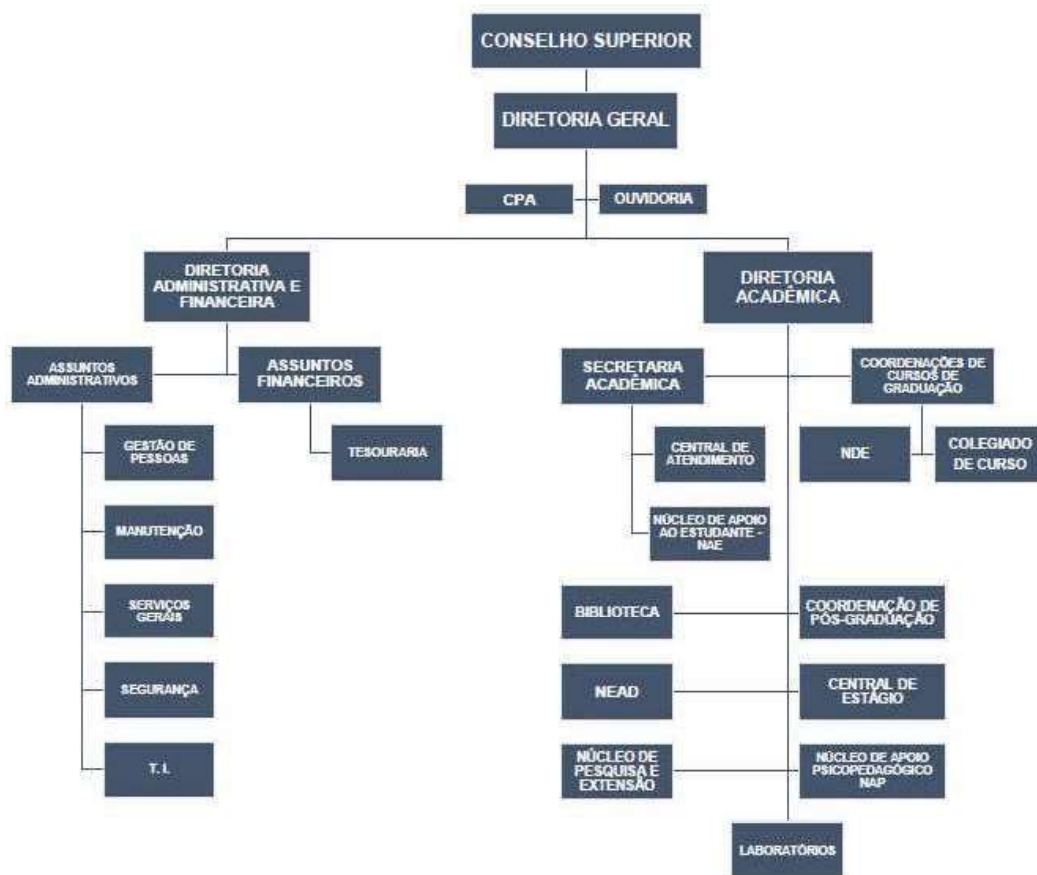 CONSELHO SUPERIOR
DIRETORIA GERAL
CPA
OUVIDORIA
DIRETORIA
ADMINISTRATIVA E
FINANCEIRA
DIRETORIA
ACADÊMICA
ASSUNTOS
ADMINISTRATIVOS
ASSUNTOS
FINANCEIROS
SECRETARIA
ACADÊMICA
COORDENAÇÕES DE
CURSOS DE
GRADUAÇÃO
GESTÃO DE
PESSOAS
TESOURARIA
CENTRAL DE
ATENDIMENTO
NDE
COLEGIADO
DE CURSO
MANUTENÇÃO
NÚCLEO DE APOIO
AO ESTUDANTE -
NAE
SERVIÇOS
GERAIS
BIBLIOTECA
COORDENAÇÃO DE
PÓS-GRADUAÇÃO
SEGURANÇA
NEAD
CENTRAL DE
ESTÁGIO
T. I.
NÚCLEO DE
PESQUISA E
EXTENSÃO
NÚCLEO DE APOIO
PSICOPEDAGÓGICO
NAP
LABORATÓRIOS